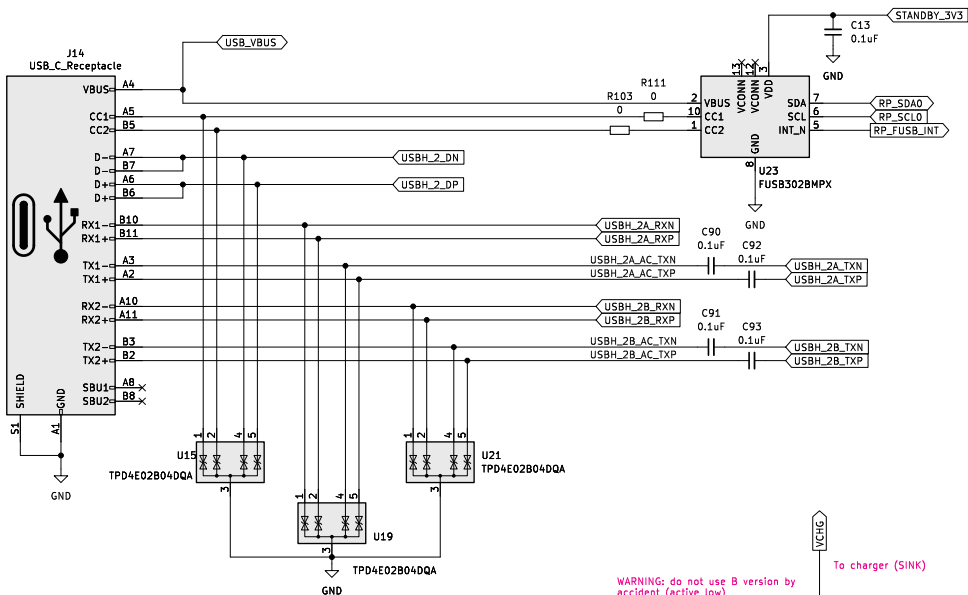 STANDBY_3V3
C13
0.1uF
GND
USB_VBUS
J14
USB_C_Receptacle
VBUS
A4
CC1
A5
CC2
B5
D-
A7
D-
B7
D+
A6
D+
B6
RX1-
B10
RX1+
B11
TX1-
A3
TX1+
A2
RX2-
A10
RX2+
A11
TX2-
B3
TX2+
B2
SBU1
A8
SBU2
B8
SHIELD
GND
S1
A1
GND
R111
0
R103
0
13
12
3
VCONN
VCONN
VDD
2
VBUS
10
CC1
1
CC2
SDA
7
SCL
6
INT_N
5
GND
8
RP_SDA0
RP_SCL0
RP_FUSB_INT
U23
FUSB302BMPX
GND
USBH_2_DN
USBH_2_DP
USBH_2A_RXN
USBH_2A_RXP
USBH_2A_AC_TXN
USBH_2A_AC_TXP
C90
0.1uF
C92
0.1uF
USBH_2A_TXN
USBH_2A_TXP
USBH_2B_RXN
USBH_2B_RXP
USBH_2B_AC_TXN
USBH_2B_AC_TXP
C91
0.1uF
C93
0.1uF
USBH_2B_TXN
USBH_2B_TXP
1
2
4
5
U15
TPD4E02B04DQA
3
1
2
4
5
U21
TPD4E02B04DQA
3
1
2
4
5
U19
3
TPD4E02B04DQA
GND
VCHG
To charger (SINK)
WARNING: do not use B version by
accident (active low)